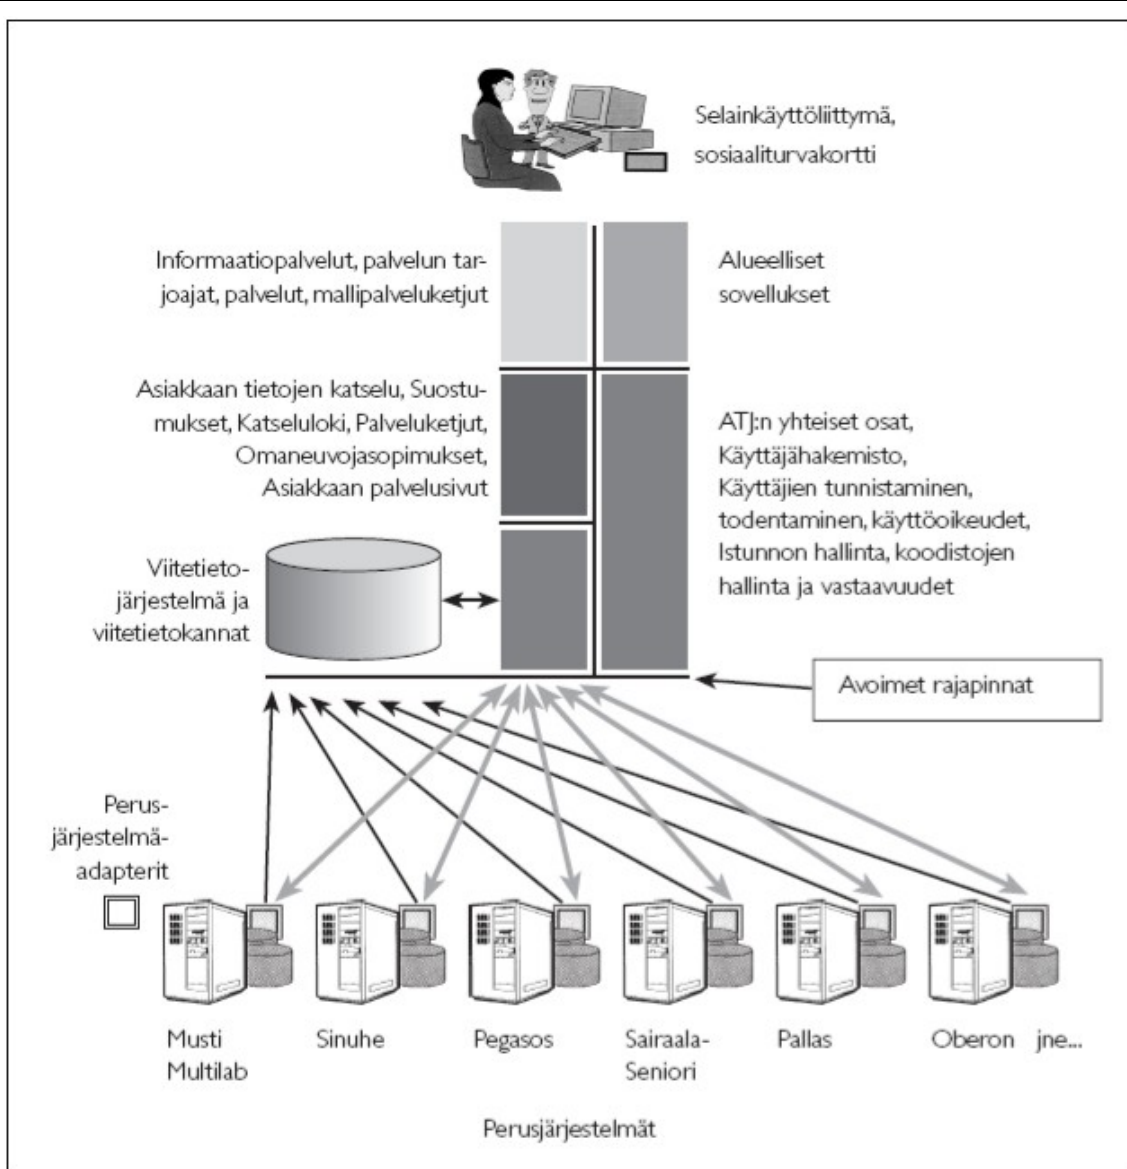 Selainkäyttöliittymä,
sosiaaliturvakortti
Informaatiopalvelut, palvelun tar-
joajat, palvelut, mallipalveluketjut
Alueelliset
sovellukset
Asiakkaan tietojen katselu, Suostu-
mukset, Katseluloki, Palveluketjut,
Omaneuvojasopimukset,
Asiakkaan palvelusivut
ATJ:n yhteiset osat,
Käyttäjähakemisto,
Käyttäjien tunnistaminen,
todentaminen, käyttöoikeudet,
Istunnon hallinta, koodistojen
hallinta ja vastaavuudet
Viitetieto-
järjestelmä ja
viitetietokannat
Avoimet rajapinnat
Perus-
järjestelmä-
adapterit
Musti
Multilab
Sinuhe
Pegasos
Sairaala-
Seniori
Pallas
Oberon jne...
Perusjärjestelmät